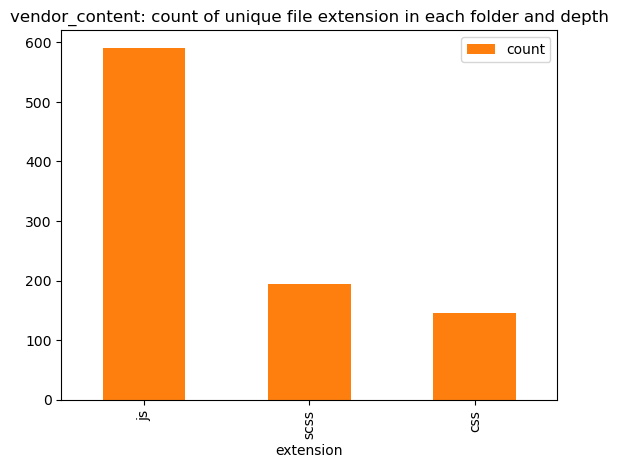 vendor_content: count of unique file extension in each folder and depth
count
600
500
400
300
200
100
0
js
scss
css
extension